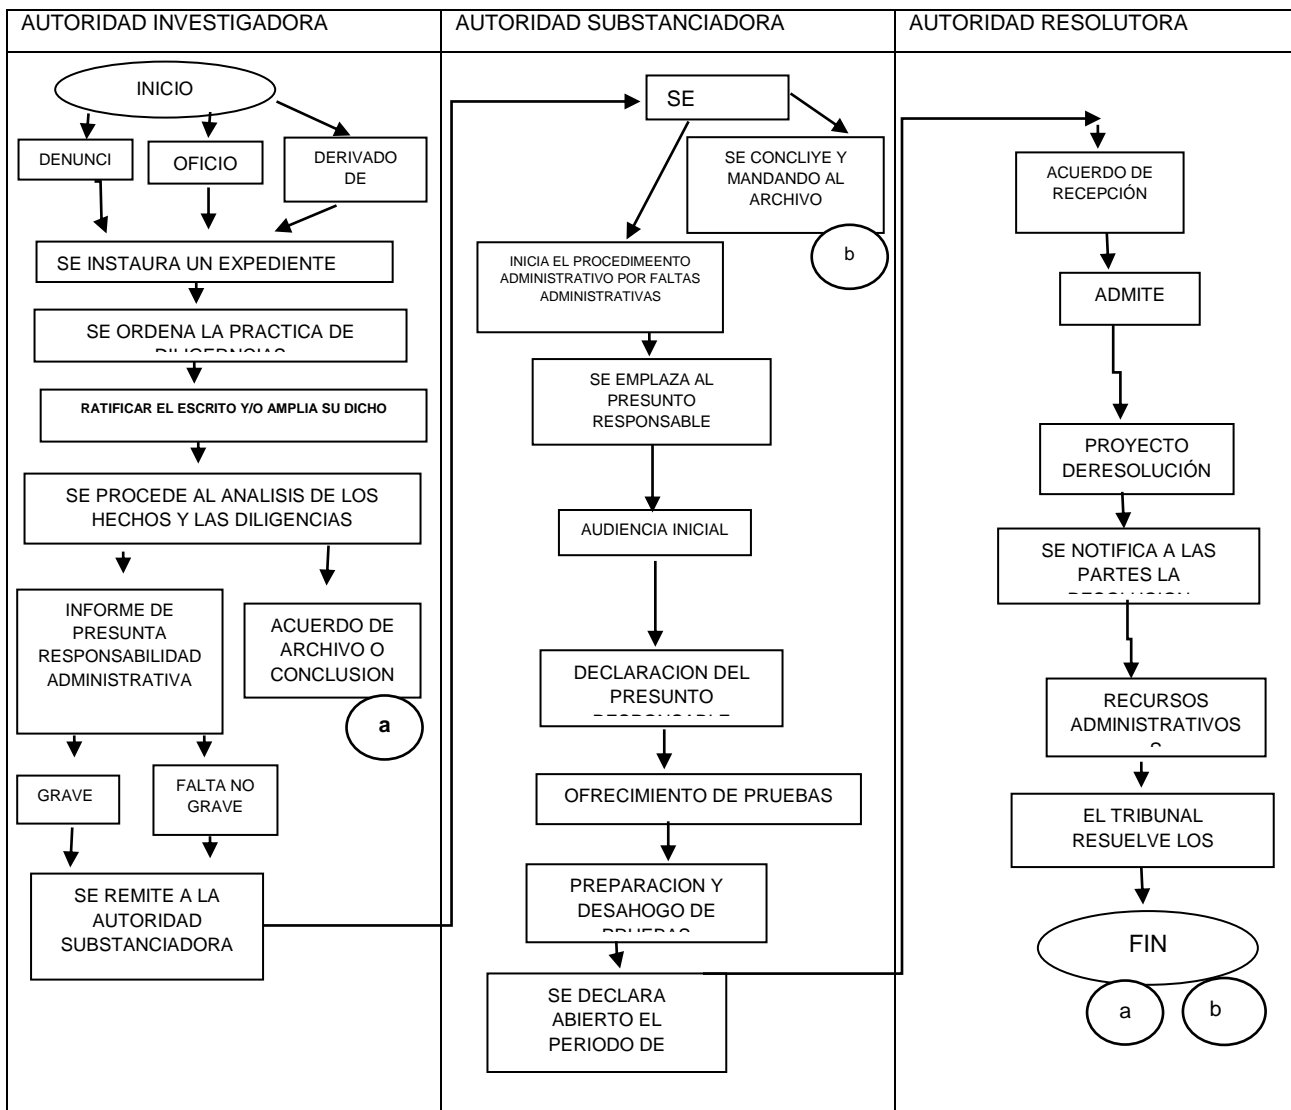 AUTORIDAD INVESTIGADORA
AUTORIDAD SUBSTANCIADORA
AUTORIDAD RESOLUTORA
INICIO
DENUNCI
OFICIO
DERIVADO
DE
SE INSTAURA UN EXPEDIENTE
SE ORDENA LA PRACTICA DE
RATIFICAR EL ESCRITO Y/O AMPLIA SU DICHO
SE PROCEDE AL ANALISIS DE LOS
HECHOS Y LAS DILIGENCIAS
INFORME DE
PRESUNTA
RESPONSABILIDAD
ADMINISTRATIVA
ACUERDO DE
ARCHIVO O
CONCLUSION
a
GRAVE
FALTA NO
GRAVE
SE REMITE A LA
AUTORIDAD
SUBSTANCIADORA
SE
SE CONCLIYE Y
MANDANDO AL
ARCHIVO
b
INICIA EL PROCEDIMEENTO
ADMINISTRATIVO POR FALTAS
ADMINISTRATIVAS
SE EMPLAZA AL
PRESUNTO
RESPONSABLE
AUDIENCIA INICIAL
DECLARACION DEL
PRESUNTO
OFRECIMIENTO DE PRUEBAS
PREPARACION Y
DESAHOGO DE
SE DECLARA
ABIERTO EL
PERIODO DE
ACUERDO DE
RECEPCIÓN
ADMITE
PROYECTO
DERESOLUCIÓN
SE NOTIFICA A LAS
PARTES LA
RECURSOS
ADMINISTRATIVOS
EL TRIBUNAL
RESUELVE LOS
FIN
a
b